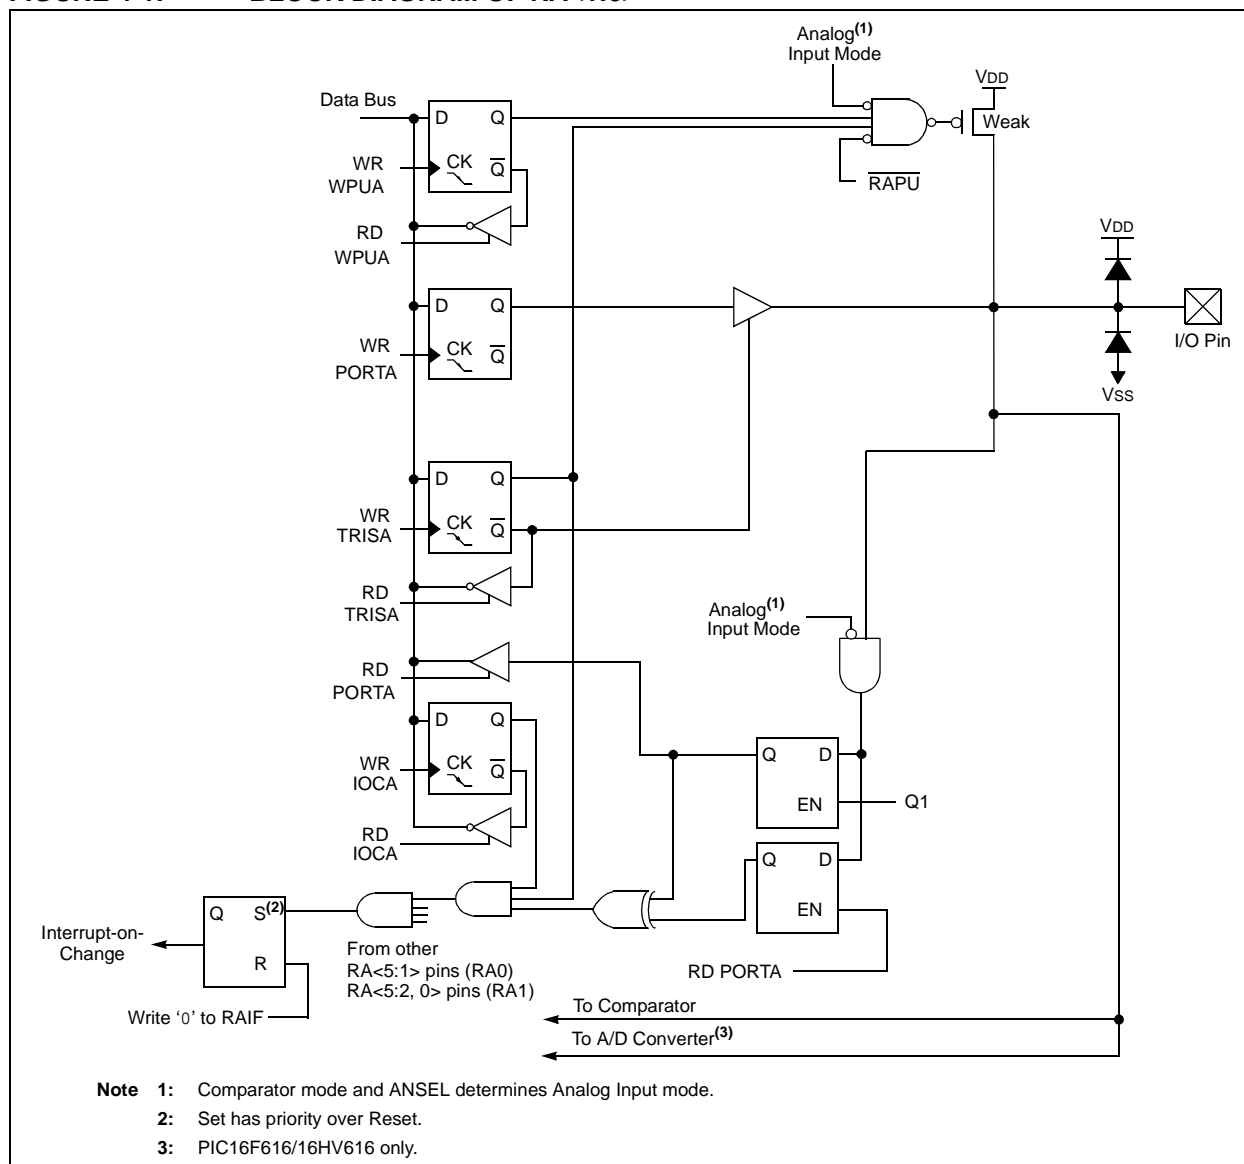 Analog(1)
Input Mode
VDD
Data Bus
D Q
Weak
WR
WPUA
CK Q
RAPU
RD
WPUA
VDD
D Q
WR
PORTA
CK Q
I/O Pin
VSS
D Q
WR
TRISA
CK Q
RD
TRISA
Analog(1)
Input Mode
RD
PORTA
D Q
WR
IOCA
CK Q
Q D
EN
Q1
RD
IOCA
Q D
EN
Q S(2)
R
Interrupt-on-
Change
From other
RA<5:1> pins (RA0)
RA<5:2, 0> pins (RA1)
RD PORTA
Write ‘0’ to RAIF
To Comparator
To A/D Converter(3)
Note 1: Comparator mode and ANSEL determines Analog Input mode.
2: Set has priority over Reset.
3: PIC16F616/16HV616 only.